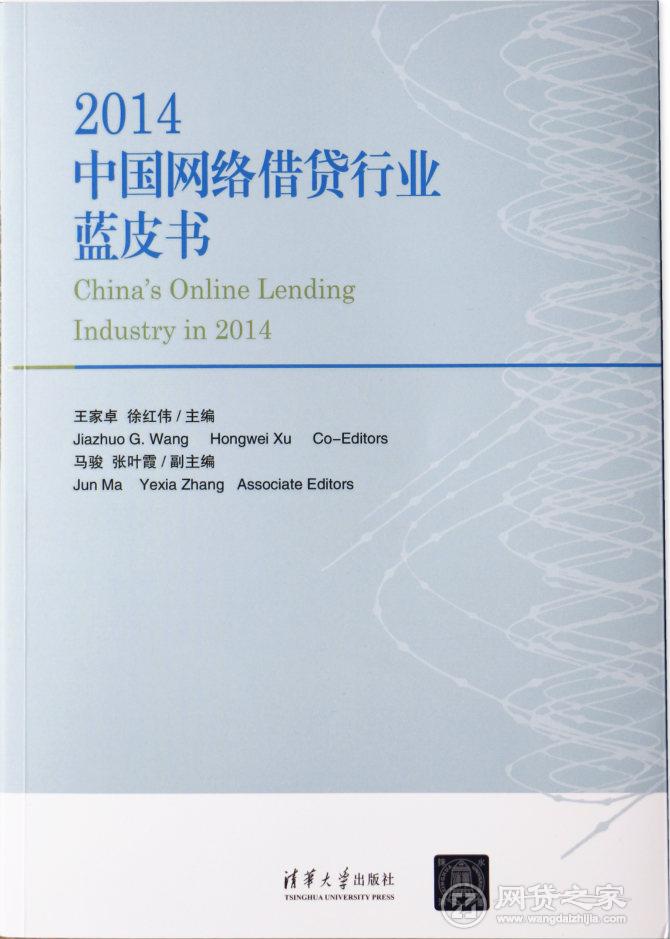 2014
中国网络借贷行业
蓝皮书
China's Online Lending
Industry in 2014
王家卓 徐红伟 / 主编
Jiazhuo G. Wang Hongwei Xu Co-Editors
马骏 张叶霞 / 副主编
Jun Ma Yexia Zhang Associate Editors
清华大学出版社
TSINGHUA UNIVERSITY PRESS
网贷之家
www.wangdaizhijia.com